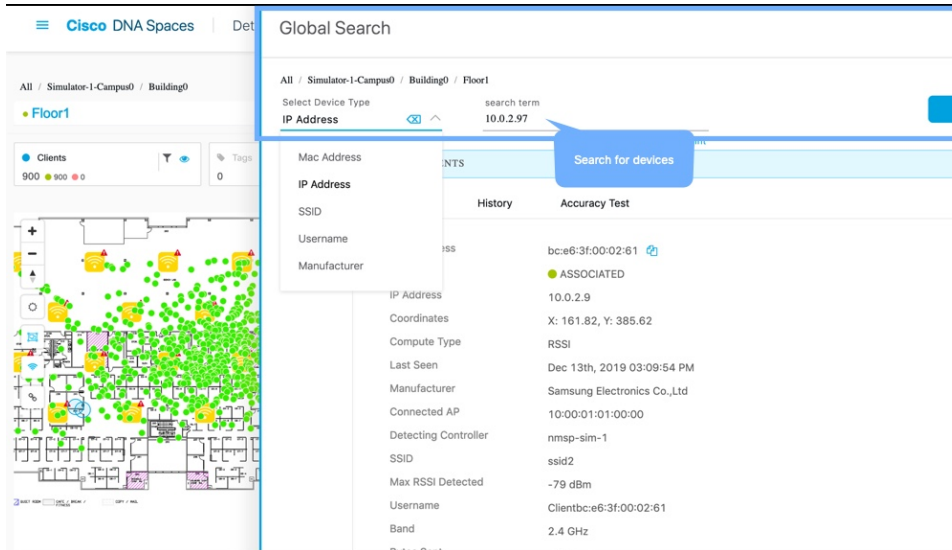 Cisco DNA Spaces
Det
Global Search
All / Simulator-1-Campus0 / Building0
Floor1
Clients
900 900 0
Tags
0
All / Simulator-1-Campus0 / Building0 / Floor1
Select Device Type
search term
IP Address
10.0.2.97
Search for devices
Mac Address
IP Address
SSID
Username
Manufacturer
NTS
History
Accuracy Test
ss
bc:e6:3f:00:02:61
ASSOCIATED
IP Address
10.0.2.9
Coordinates
X: 161.82, Y: 385.62
Compute Type
RSSI
Last Seen
Dec 13th, 2019 03:09:54 PM
Manufacturer
Samsung Electronics Co.,Ltd
Connected AP
10:00:01:01:00:00
Detecting Controller
nmsp-sim-1
SSID
ssid2
Max RSSI Detected
-79 dBm
Username
Clientbc:e6:3f:00:02:61
Band
2.4 GHz